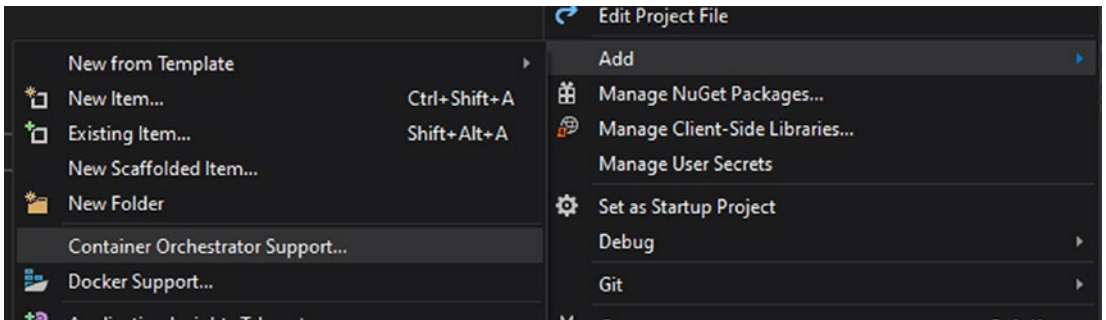 Edit Project File
Add
Manage NuGet Packages...
Manage Client-Side Libraries...
Manage User Secrets
Set as Startup Project
Debug
Git
New from Template
New Item... Ctrl+Shift+A
Existing Item... Shift+Alt+A
New Scaffolded Item...
New Folder
Container Orchestrator Support...
Docker Support...